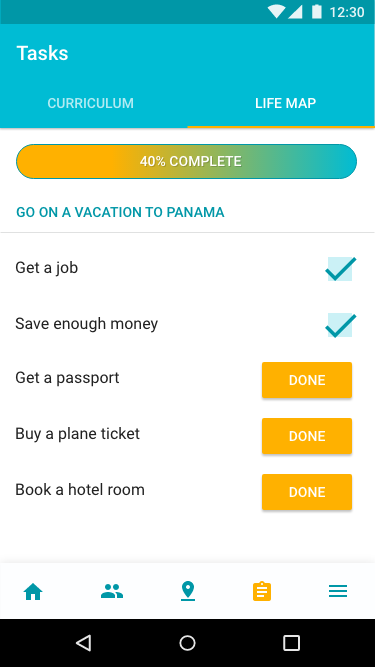 12:30
Tasks
CURRICULUM LIFE MAP
40% COMPLETE
GO ON A VACATION TO PANAMA
Get a job
Save enough money
Get a passport DONE
Buy a plane ticket DONE
Book a hotel room DONE